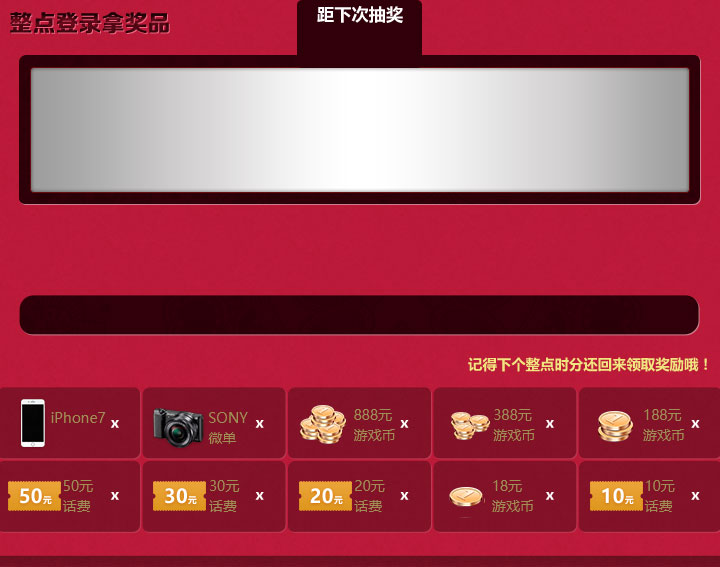 整点登录拿奖品
距下次抽奖
记得下个整点时分还回来领取奖励哦！
iPhone7 x
SONY
微单 x
888元
游戏币 x
388元
游戏币 x
188元
游戏币 x
50元 50元
话费 x
30元 30元
话费 x
20元 20元
话费 x
18元
游戏币 x
10元 10元
话费 x